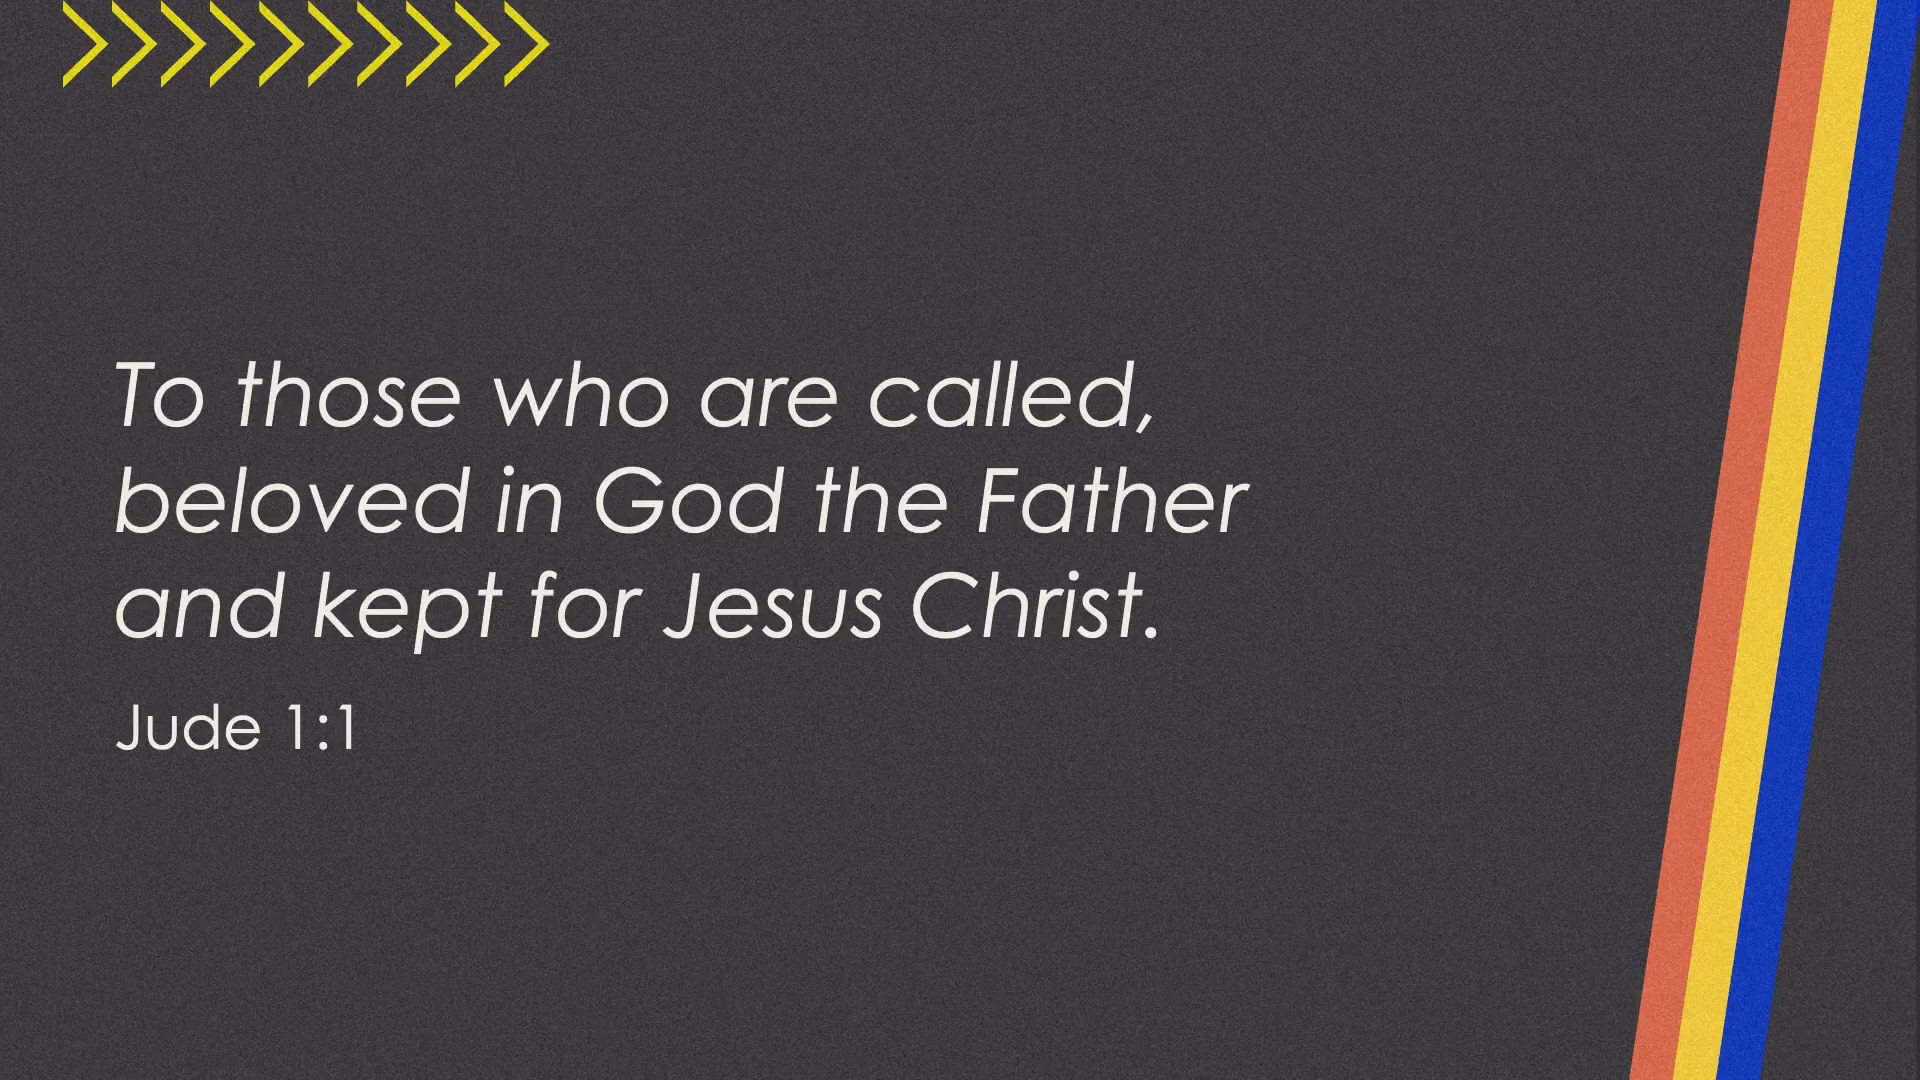 To those who are called,
beloved in God the Father
and kept for Jesus Christ.
Jude 1:1